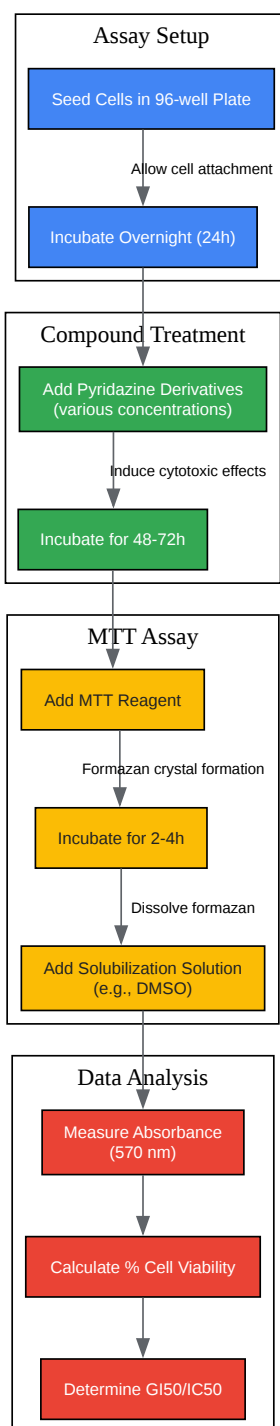 Assay Setup
Seed Cells in 96-well Plate
Allow cell attachment
Incubate Overnight (24h)
Compound Treatment
Add Pyridazine Derivatives
(various concentrations)
Induce cytotoxic effects
Incubate for 48-72h
MTT Assay
Add MTT Reagent
Formazan crystal formation
Incubate for 2-4h
Dissolve formazan
Add Solubilization Solution
(e.g., DMSO)
Data Analysis
Measure Absorbance
(570 nm)
Calculate % Cell Viability
Determine GI50/IC50